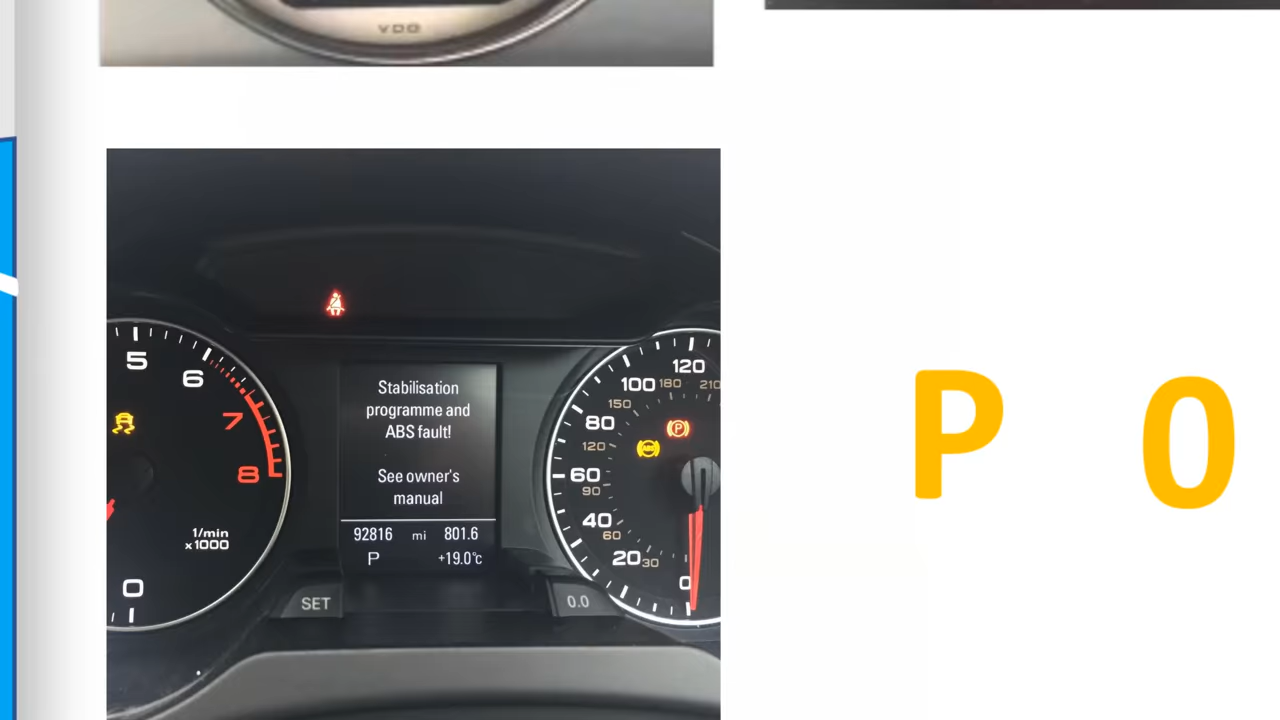 VDO
Stabilisation
programme and
ABS fault!
See owner's
manual
92816 mi 801.6
P +19.0°c
5
6
7
8
1/min
x1000
0
SET
0.0
120
100 180 210
150
80
120
60
90
40
60
20 30
0
P
ABS
P 0